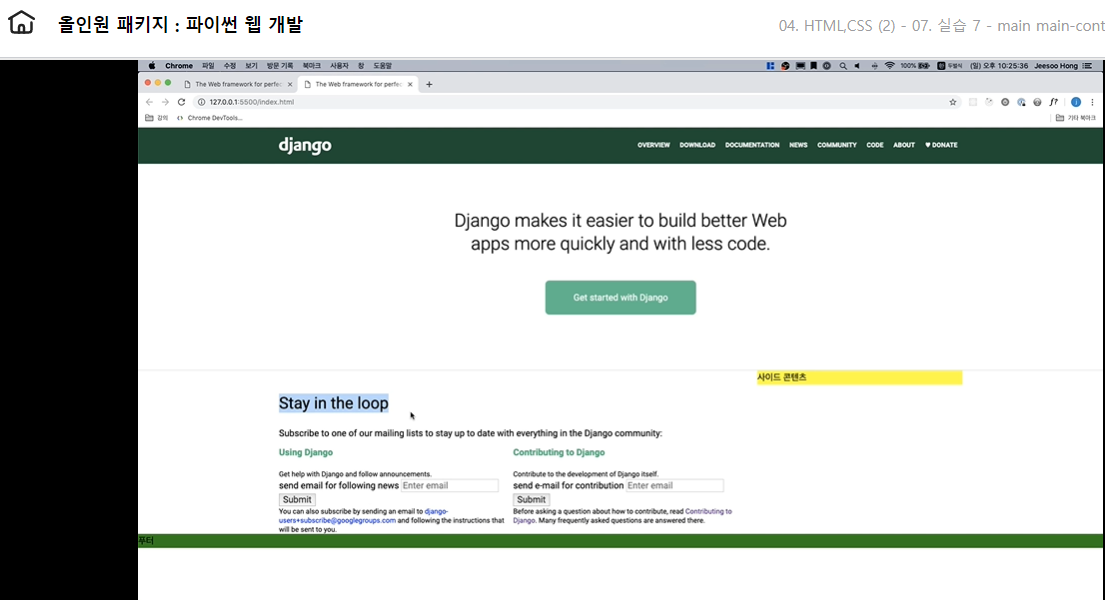 올인원 패키지 : 파이썬 웹 개발
04. HTML,CSS (2) - 07. 실습 7 - main main-cont
Chrome 파일 수정 보기 방문 기록 북마크 사용자 창 도움말
100% 두벌식 (일) 오후 10:25:36 Jeesoo Hong
The Web framework for perfec The Web framework for perfec
127.0.0.1:5500/index.html
강의 Chrome DevTools... 기타 북마크
django
OVERVIEW DOWNLOAD DOCUMENTATION NEWS COMMUNITY CODE ABOUT ♥ DONATE
Django makes it easier to build better Web
apps more quickly and with less code.
Get started with Django
사이드 콘텐츠
Stay in the loop
Subscribe to one of our mailing lists to stay up to date with everything in the Django community:
Using Django
Get help with Django and follow announcements.
send email for following news Enter email
Submit
You can also subscribe by sending an email to django-
users+subscribe@googlegroups.com and following the instructions that
will be sent to you.
Contributing to Django
Contribute to the development of Django itself.
send e-mail for contribution Enter email
Submit
Before asking a question about how to contribute, read Contributing to
Django. Many frequently asked questions are answered there.
푸터